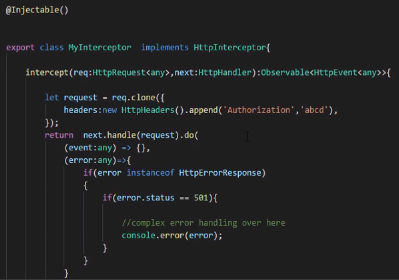 @Injectable()
export class MyInterceptor  implements HttpInterceptor{
intercept(req:HttpRequest<any>,next:HttpHandler):Observable<HttpEvent<any>>{
let request = req.clone({
headers:new HttpHeaders().append('Authorization','abcd'),
});
return  next.handle(request).do(
(event:any) => {},
(error:any)=>{
if(error instanceof HttpErrorResponse)
{
if(error.status == 501){
//complex error handling over here
console.error(error);
}
}
}